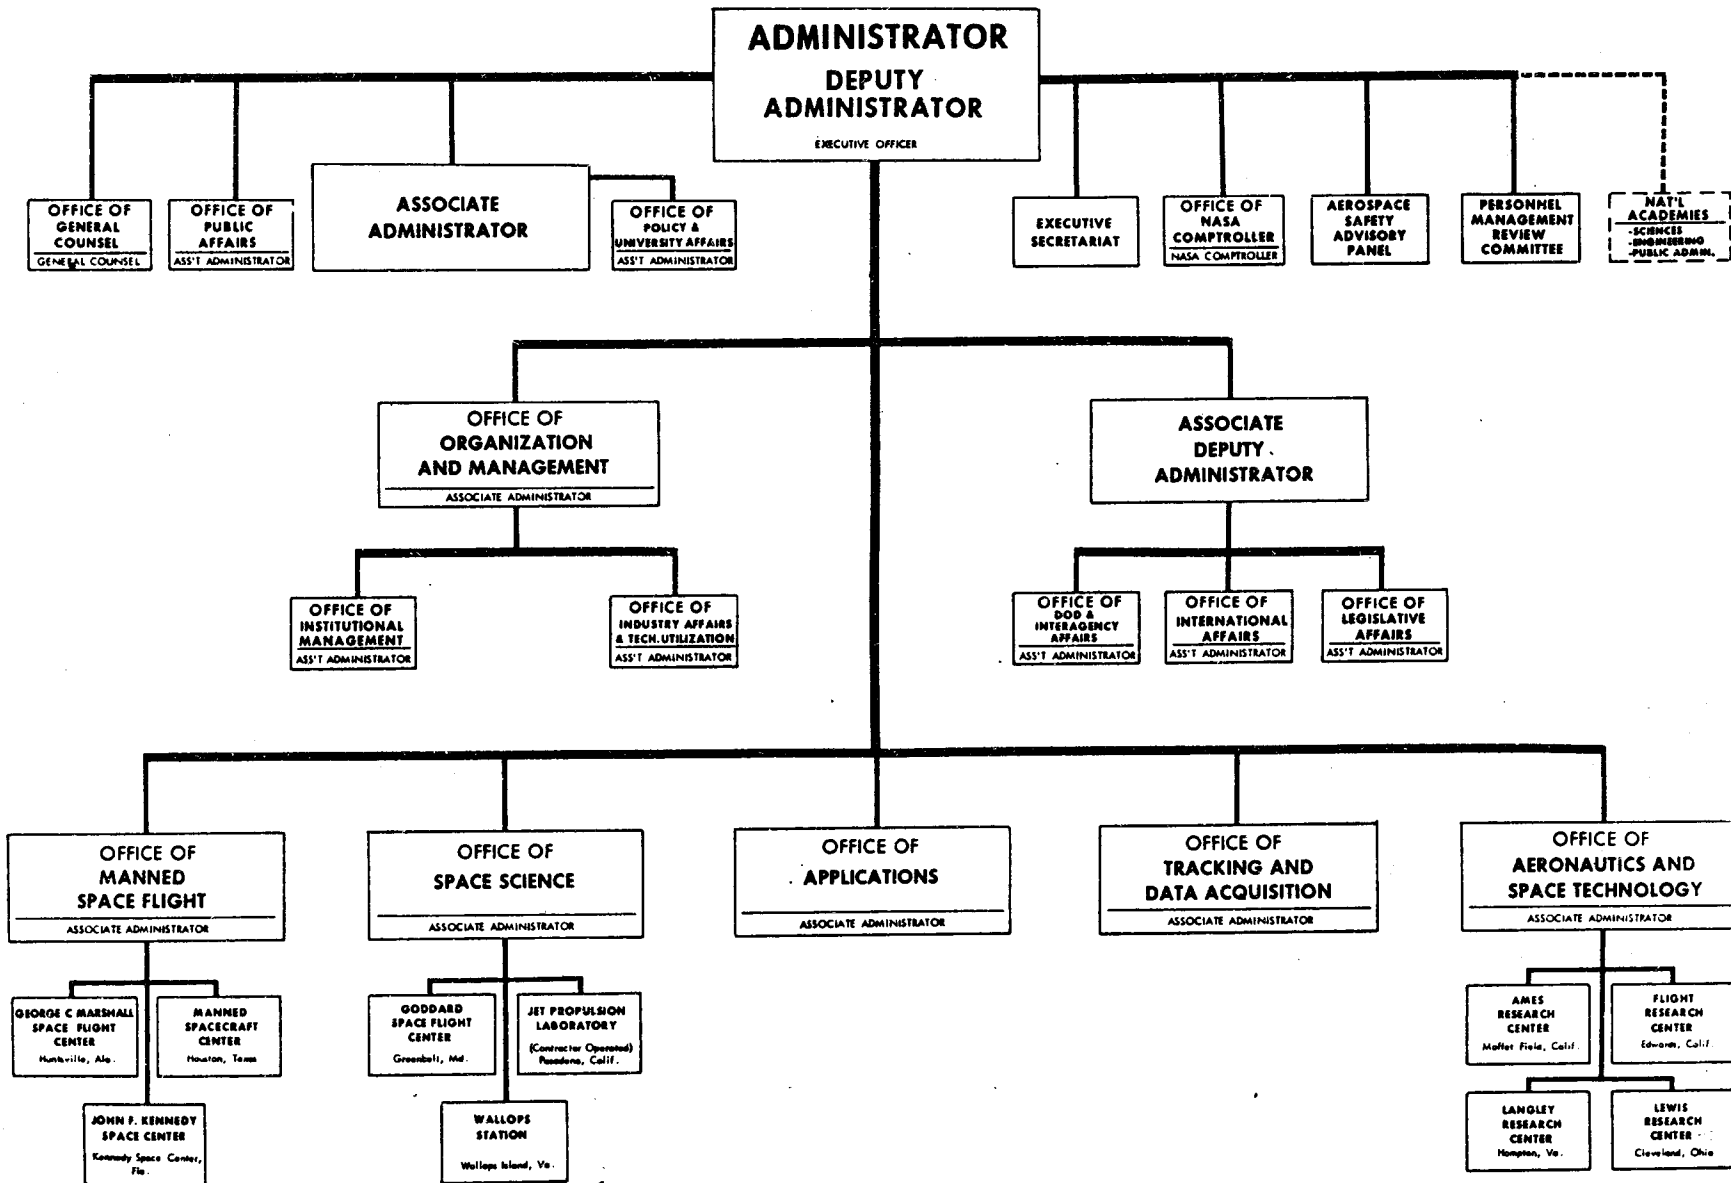 ADMINISTRATOR
DEPUTY
ADMINISTRATOR
EXECUTIVE OFFICER
OFFICE OF
GENERAL
COUNSEL
GENERAL COUNSEL
OFFICE OF
PUBLIC
AFFAIRS
ASS'T ADMINISTRATOR
ASSOCIATE
ADMINISTRATOR
OFFICE OF
POLICY &
UNIVERSITY AFFAIRS
ASS'T ADMINISTRATOR
EXECUTIVE
SECRETARIAT
OFFICE OF
NASA
COMPTROLLER
NASA COMPTROLLER
AEROSPACE
SAFETY
ADVISORY
PANEL
PERSONNEL
MANAGEMENT
REVIEW
COMMITTEE
NAT'L
ACADEMIES
-SCIENCES
-ENGINEERING
-PUBLIC ADMIN.
OFFICE OF
ORGANIZATION
AND MANAGEMENT
ASSOCIATE ADMINISTRATOR
ASSOCIATE
DEPUTY
ADMINISTRATOR
OFFICE OF
INSTITUTIONAL
MANAGEMENT
ASS'T ADMINISTRATOR
OFFICE OF
INDUSTRY AFFAIRS
& TECH. UTILIZATION
ASS'T ADMINISTRATOR
OFFICE OF
DOD &
INTERAGENCY
AFFAIRS
ASS'T ADMINISTRATOR
OFFICE OF
INTERNATIONAL
AFFAIRS
ASS'T ADMINISTRATOR
OFFICE OF
LEGISLATIVE
AFFAIRS
ASS'T ADMINISTRATOR
OFFICE OF
MANNED
SPACE FLIGHT
ASSOCIATE ADMINISTRATOR
OFFICE OF
SPACE SCIENCE
ASSOCIATE ADMINISTRATOR
OFFICE OF
APPLICATIONS
ASSOCIATE ADMINISTRATOR
OFFICE OF
TRACKING AND
DATA ACQUISITION
ASSOCIATE ADMINISTRATOR
OFFICE OF
AERONAUTICS AND
SPACE TECHNOLOGY
ASSOCIATE ADMINISTRATOR
GEORGE C MARSHALL
SPACE FLIGHT
CENTER
Huntsville, Ala.
MANNED
SPACECRAFT
CENTER
Houston, Texas
JOHN F. KENNEDY
SPACE CENTER
Kennedy Space Center,
Fla.
GODDARD
SPACE FLIGHT
CENTER
Greenbelt, Md.
JET PROPULSION
LABORATORY
(Contractor Operated)
Pasadena, Calif.
WALLOPS
STATION
Wallops Island, Va.
AMES
RESEARCH
CENTER
Moffet Field, Calif.
FLIGHT
RESEARCH
CENTER
Edwards, Calif.
LANGLEY
RESEARCH
CENTER
Hampton, Va.
LEWIS
RESEARCH
CENTER
Cleveland, Ohio